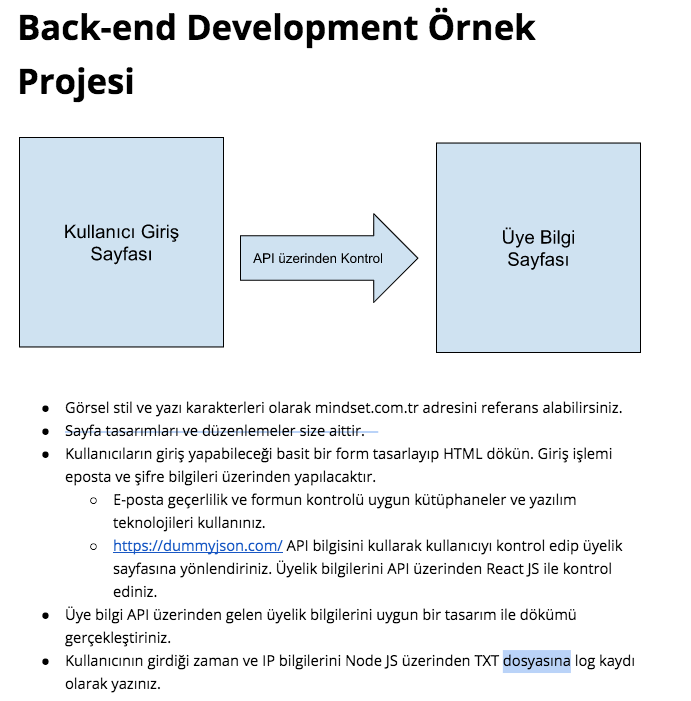 Back-end Development Örnek
Projesi
Kullanıcı Giriş
Sayfası
API üzerinden Kontrol
Üye Bilgi
Sayfası
● Görsel stil ve yazı karakterleri olarak mindset.com.tr adresini referans alabilirsiniz.
● Sayfa tasarımları ve düzenlemeler size aittir.
● Kullanıcıların giriş yapabileceği basit bir form tasarlayıp HTML dökün. Giriş işlemi
eposta ve şifre bilgileri üzerinden yapılacaktır.
○ E-posta geçerlilik ve formun kontrolü uygun kütüphaneler ve yazılım
teknolojileri kullanınız.
○ https://dummyjson.com/ API bilgisini kullarak kullanıcıyı kontrol edip üyelik
sayfasına yönlendiriniz. Üyelik bilgilerini API üzerinden React JS ile kontrol
ediniz.
● Üye bilgi API üzerinden gelen üyelik bilgilerini uygun bir tasarım ile dökümü
gerçekleştiriniz.
● Kullanıcının girdiği zaman ve IP bilgilerini Node JS üzerinden TXT dosyasına log kaydı
olarak yazınız.